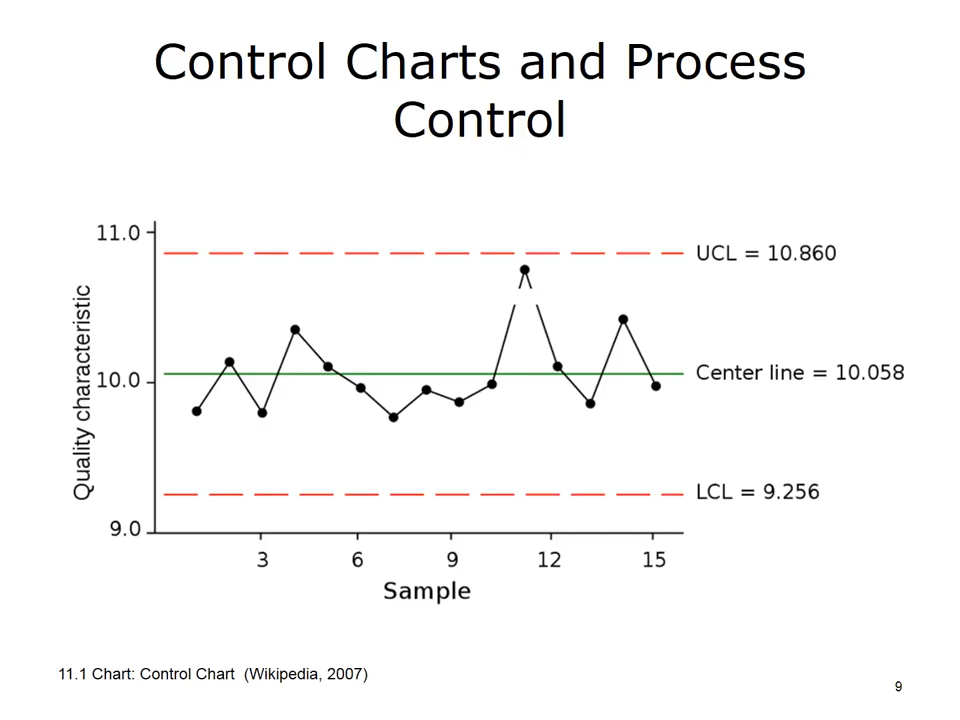 Control Charts and Process
Control
11.0
UCL = 10.860
Quality characteristic
10.0
Center line = 10.058
LCL = 9.256
9.0
3 6 9 12 15
Sample
11.1 Chart: Control Chart (Wikipedia, 2007)
9